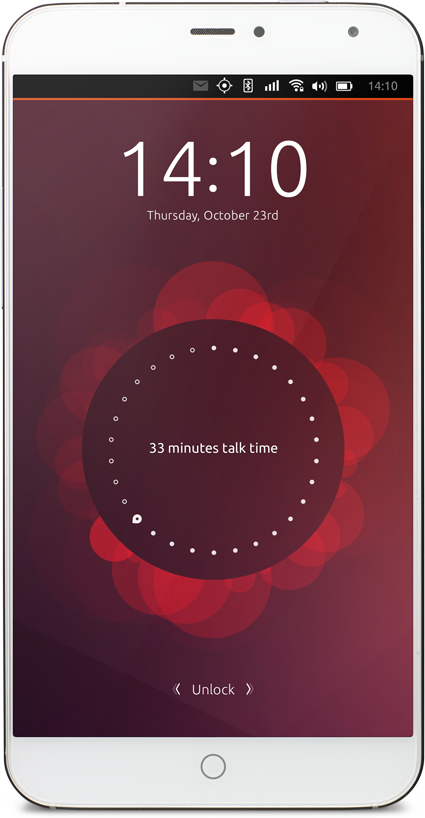 14:10
14:10
Thursday, October 23rd
33 minutes talk time
Unlock